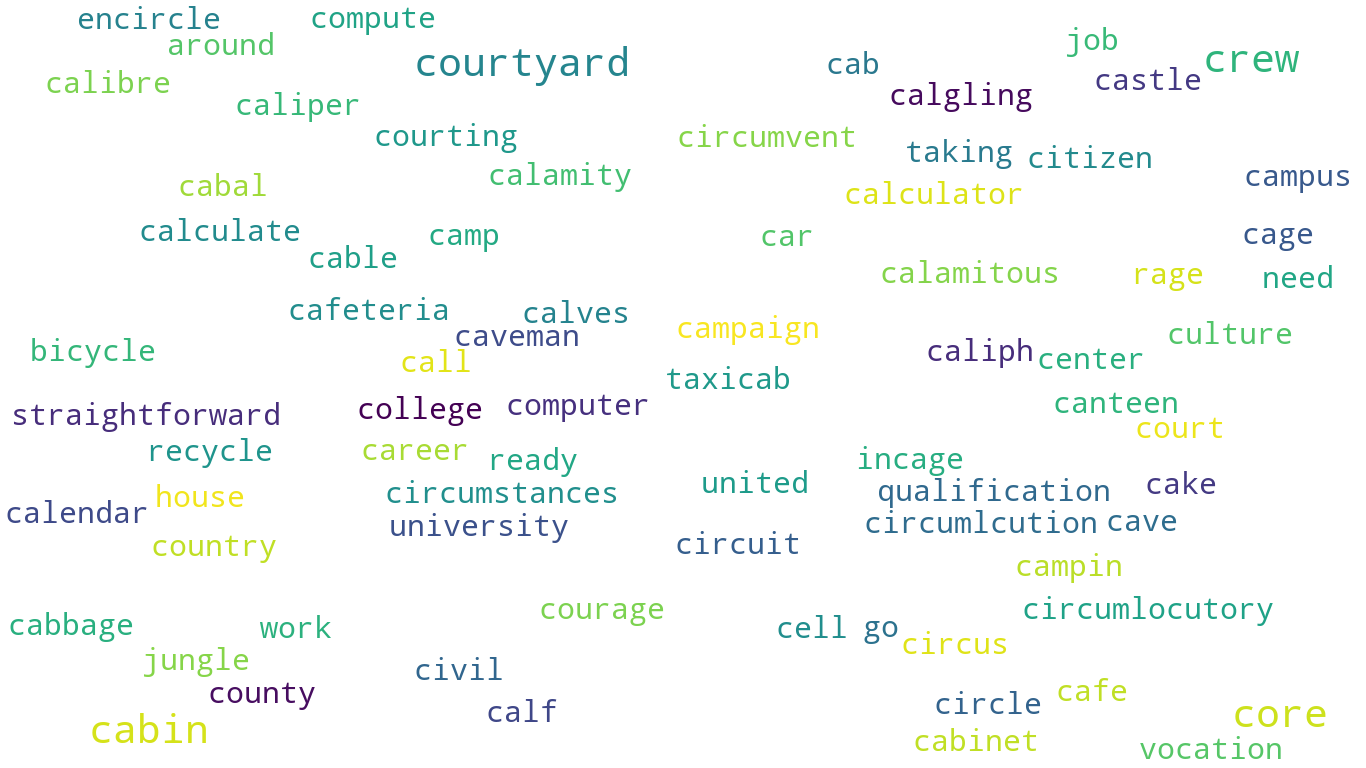 encircle
compute
around
job
courtyard
crew
cab
castle
calibre
calgling
caliper
courting
circumvent
taking
citizen
calamity
campus
cabal
calculator
calculate
camp
car
cage
cable
calamitous
rage
need
cafeteria
calves
caveman
campaign
culture
bicycle
call
caliph
center
taxicab
straightforward
college
computer
canteen
court
recycle
career
ready
incage
united
qualification
cake
house
circumstances
calendar
university
circumlcution
cave
country
circuit
campin
courage
circumlocutory
cabbage
work
cell
go
circus
jungle
civil
county
cafe
circle
calf
core
cabin
cabinet
vocation